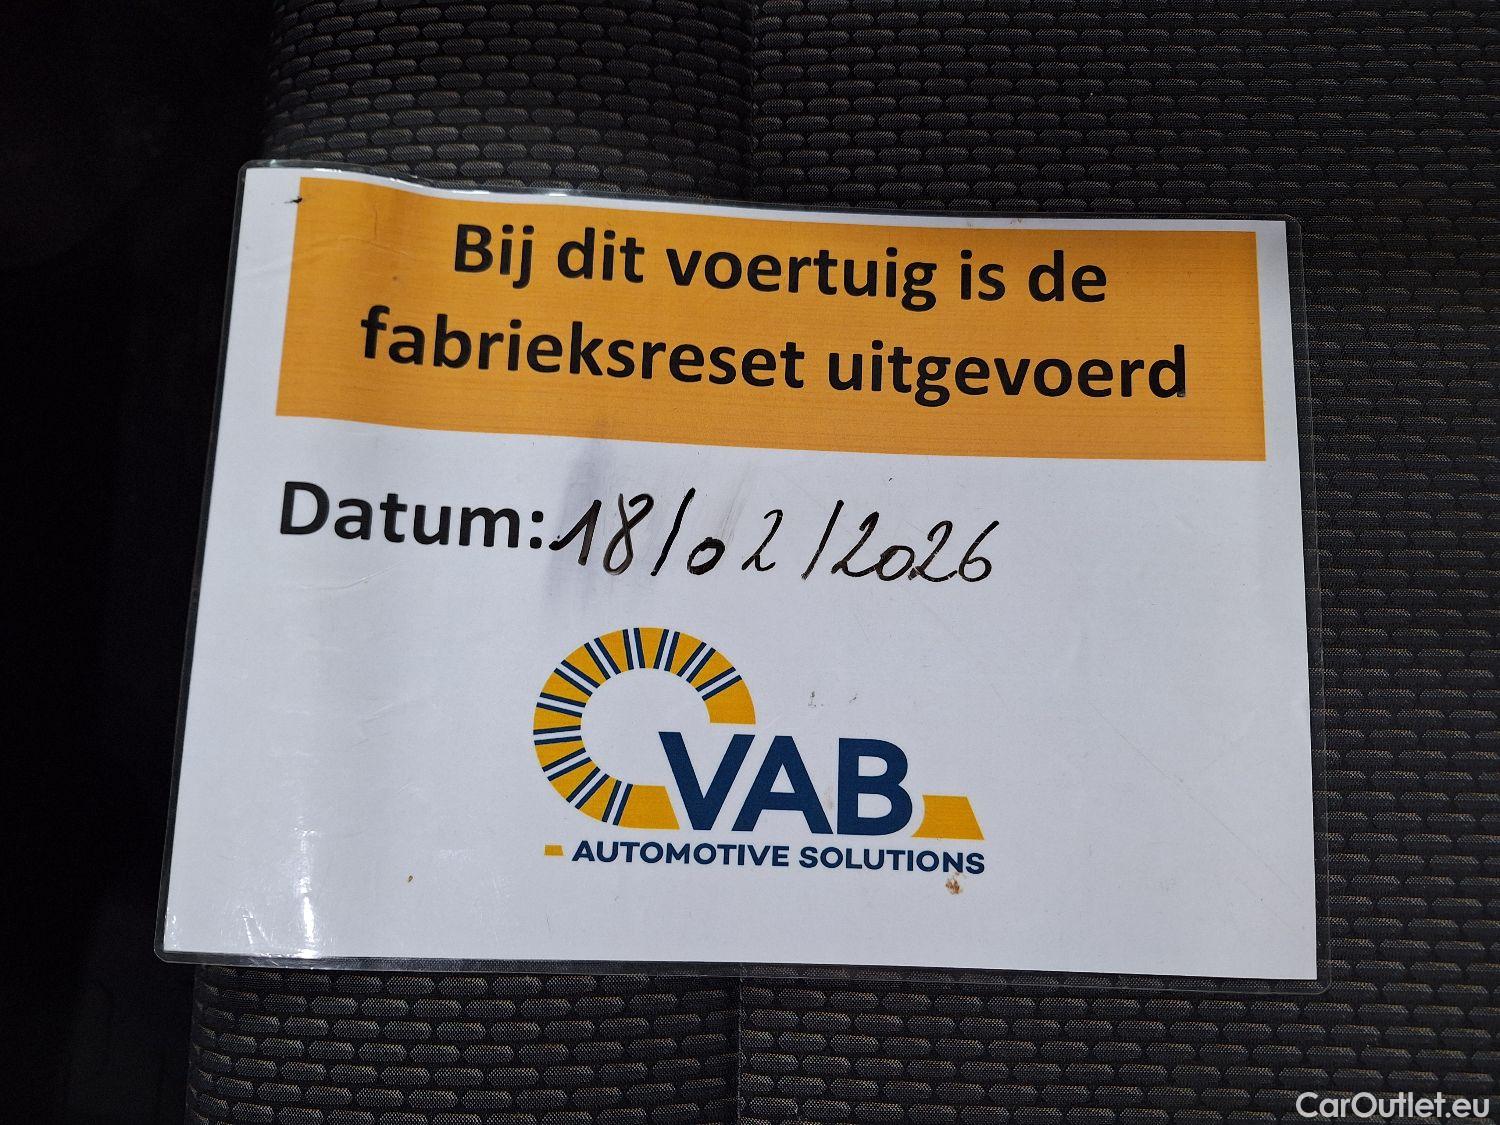 Bij dit voertuig is de
fabrieksreset uitgevoerd
Datum: 18/02/2026
VAB
AUTOMOTIVE SOLUTIONS
CarOutlet.eu